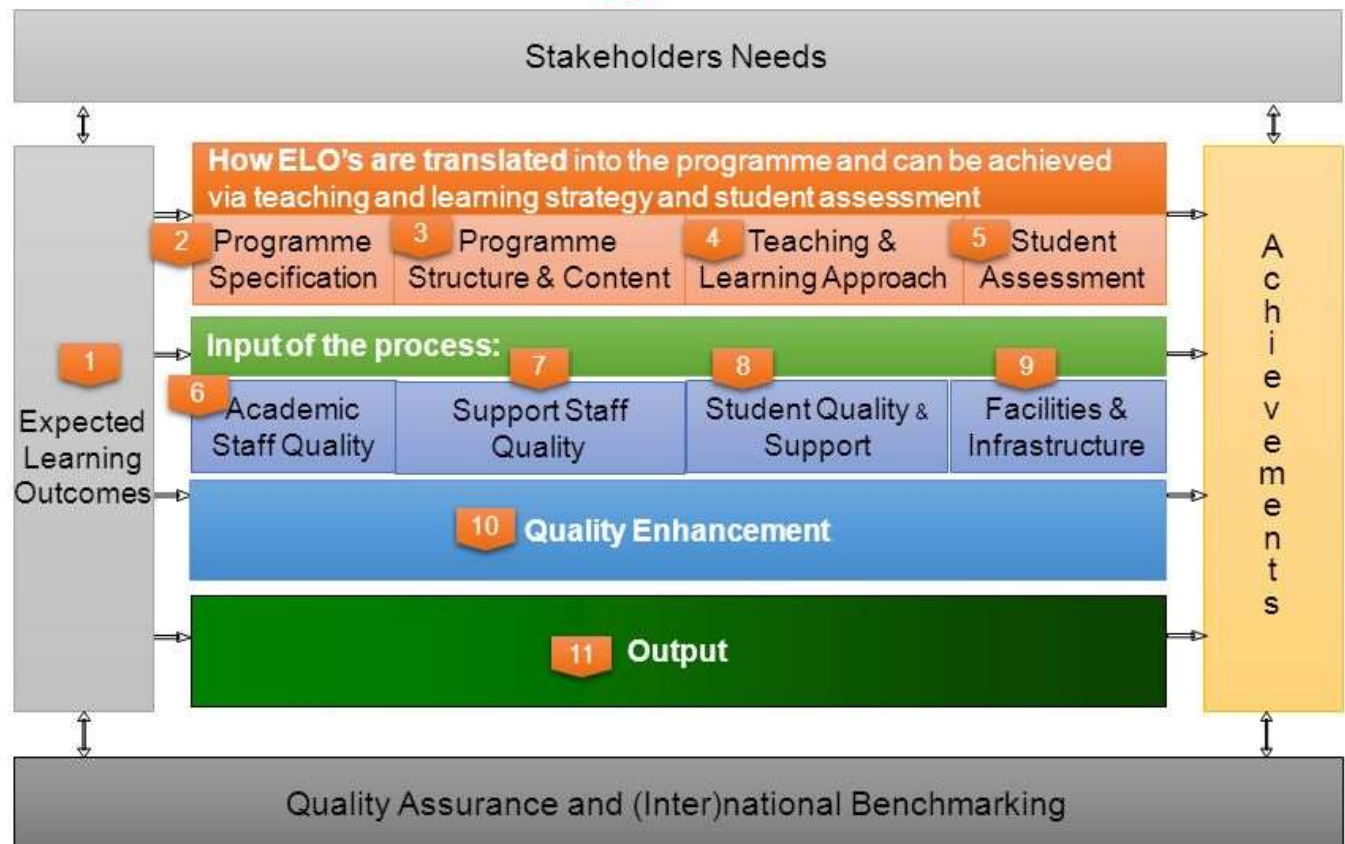 Stakeholders Needs
How ELO's are translated into the programme and can be achieved
via teaching and learning strategy and student assessment
2 Programme
Specification
3 Programme
Structure & Content
4 Teaching &
Learning Approach
5 Student
Assessment
1
Expected
Learning
Outcomes
Input of the process:
6 Academic
Staff Quality
7
Support Staff
Quality
8
Student Quality &
Support
9
Facilities &
Infrastructure
10 Quality Enhancement
11 Output
A
c
h
i
e
v
e
m
e
n
t
s
Quality Assurance and (Inter)national Benchmarking